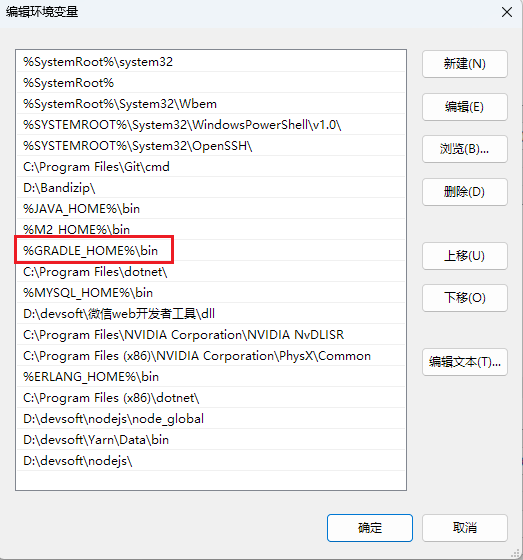 编辑环境变量
%SystemRoot%\system32
%SystemRoot%
%SystemRoot%\System32\Wbem
%SYSTEMROOT%\System32\WindowsPowerShell\v1.0\
%SYSTEMROOT%\System32\OpenSSH\
C:\Program Files\Git\cmd
D:\Bandizip\
%JAVA_HOME%\bin
%M2_HOME%\bin
%GRADLE_HOME%\bin
C:\Program Files\dotnet\
%MYSQL_HOME%\bin
D:\devsoft\微信web开发者工具\dll
C:\Program Files\NVIDIA Corporation\NVIDIA NvDLISR
C:\Program Files (x86)\NVIDIA Corporation\PhysX\Common
%ERLANG_HOME%\bin
C:\Program Files (x86)\dotnet\
D:\devsoft\nodejs\node_global
D:\devsoft\Yarn\Data\bin
D:\devsoft\nodejs\
新建(N)
编辑(E)
浏览(B)...
删除(D)
上移(U)
下移(O)
编辑文本(T)...
确定
取消